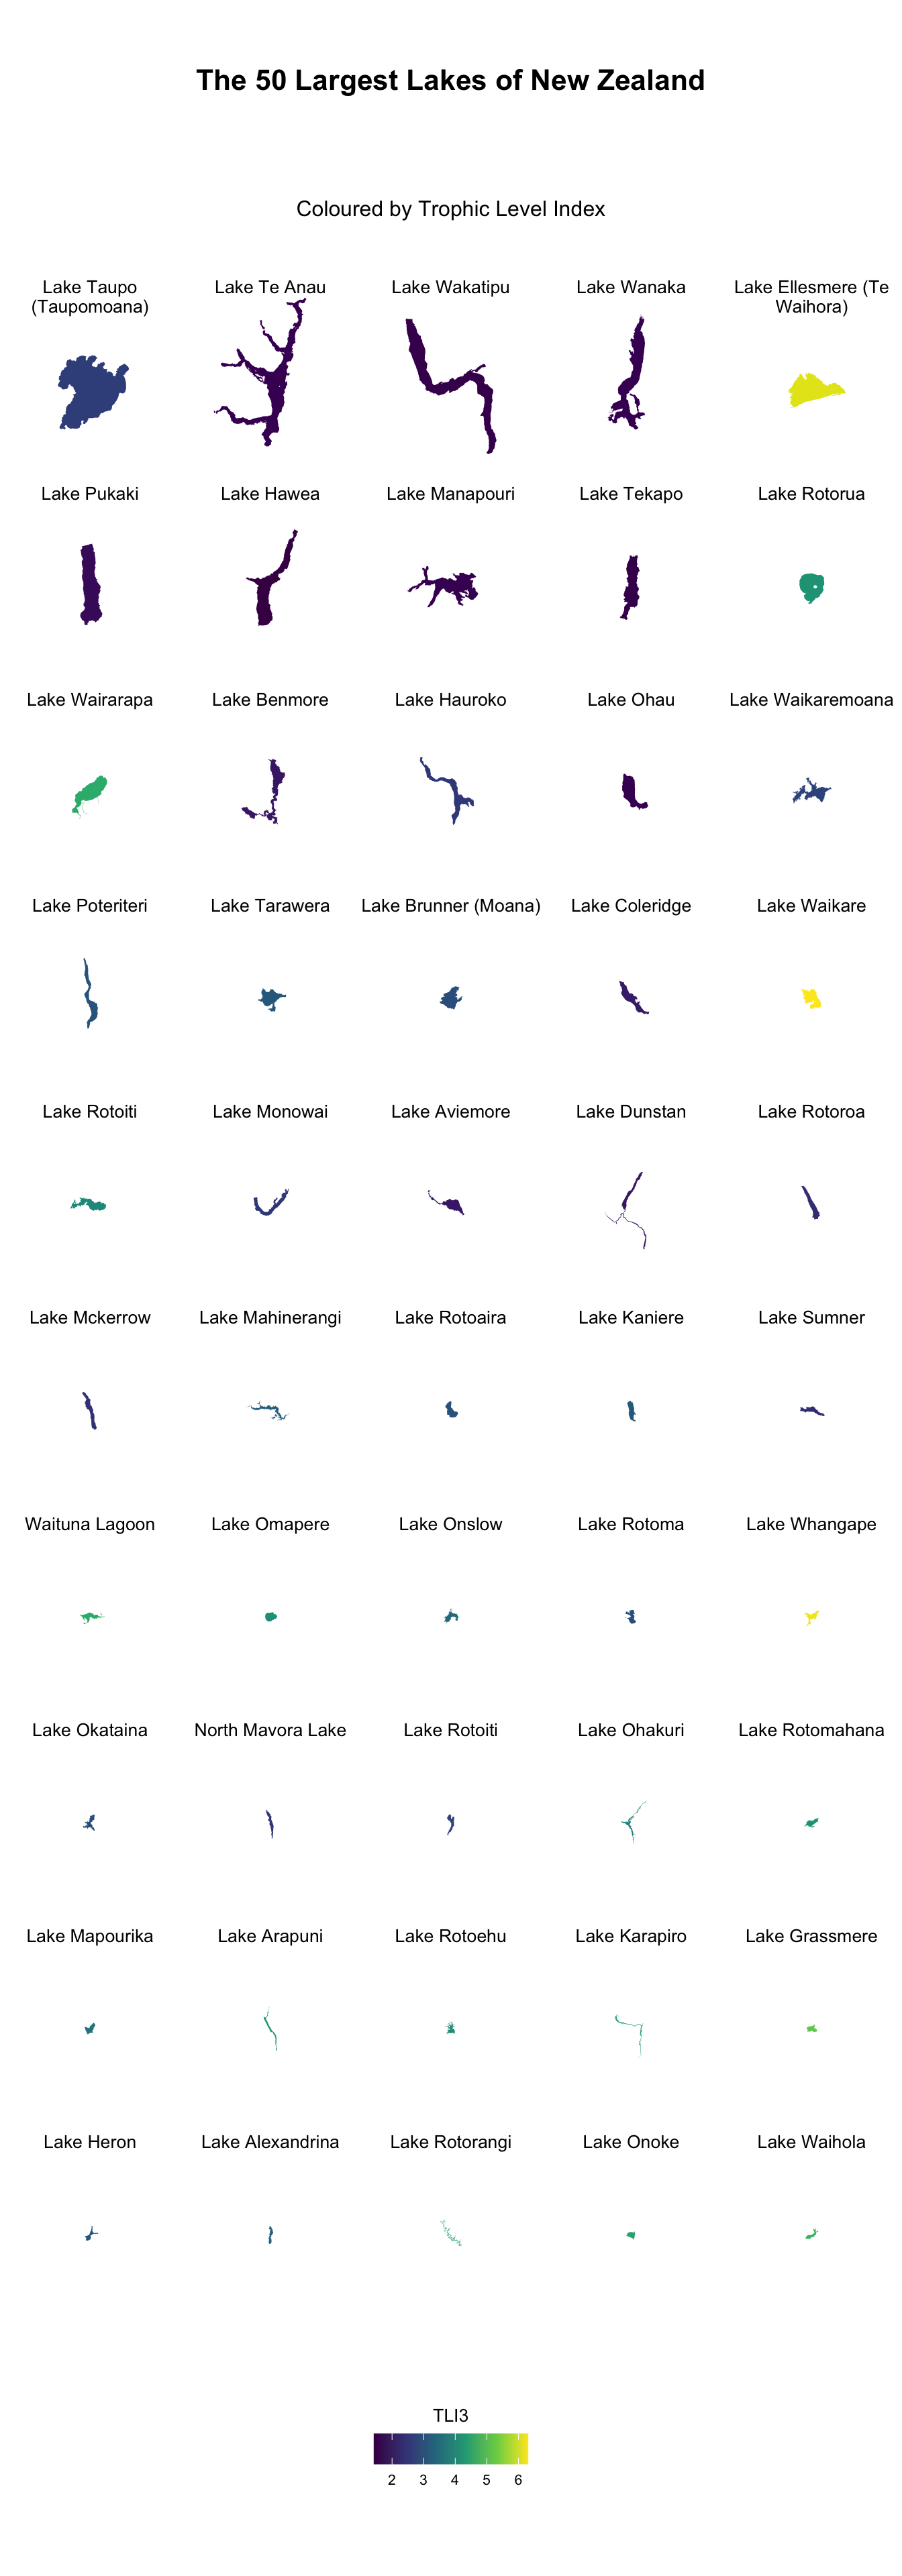 The 50 Largest Lakes of New Zealand
Coloured by Trophic Level Index
Lake Taupo
(Taupomoana)
Lake Te Anau
Lake Wakatipu
Lake Wanaka
Lake Ellesmere (Te
Waihora)
Lake Pukaki
Lake Hawea
Lake Manapouri
Lake Tekapo
Lake Rotorua
Lake Wairarapa
Lake Benmore
Lake Hauroko
Lake Ohau
Lake Waikaremoana
Lake Poteriteri
Lake Tarawera
Lake Brunner (Moana)
Lake Coleridge
Lake Waikare
Lake Rotoiti
Lake Monowai
Lake Aviemore
Lake Dunstan
Lake Rotoroa
Lake Mckerrow
Lake Mahinerangi
Lake Rotoaira
Lake Kaniere
Lake Sumner
Waituna Lagoon
Lake Omapere
Lake Onslow
Lake Rotoma
Lake Whangape
Lake Okataina
North Mavora Lake
Lake Rotoiti
Lake Ohakuri
Lake Rotomahana
Lake Mapourika
Lake Arapuni
Lake Rotoehu
Lake Karapiro
Lake Grassmere
Lake Heron
Lake Alexandrina
Lake Rotorangi
Lake Onoke
Lake Waihola
TLI3
2 3 4 5 6